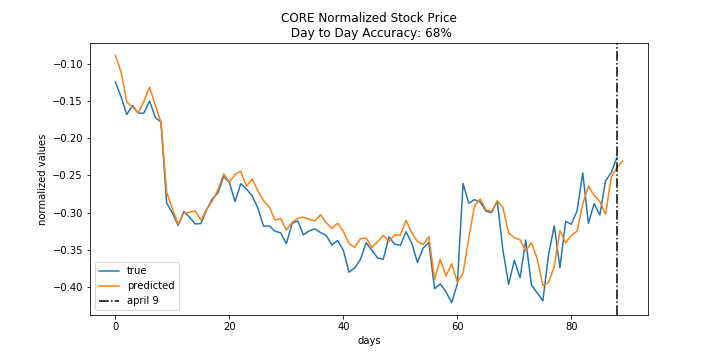 CORE Normalized Stock Price
Day to Day Accuracy: 68%
normalized values
−0.10
−0.15
−0.20
−0.25
−0.30
−0.35
−0.40
true
predicted
april 9
0 20 40 60 80
days